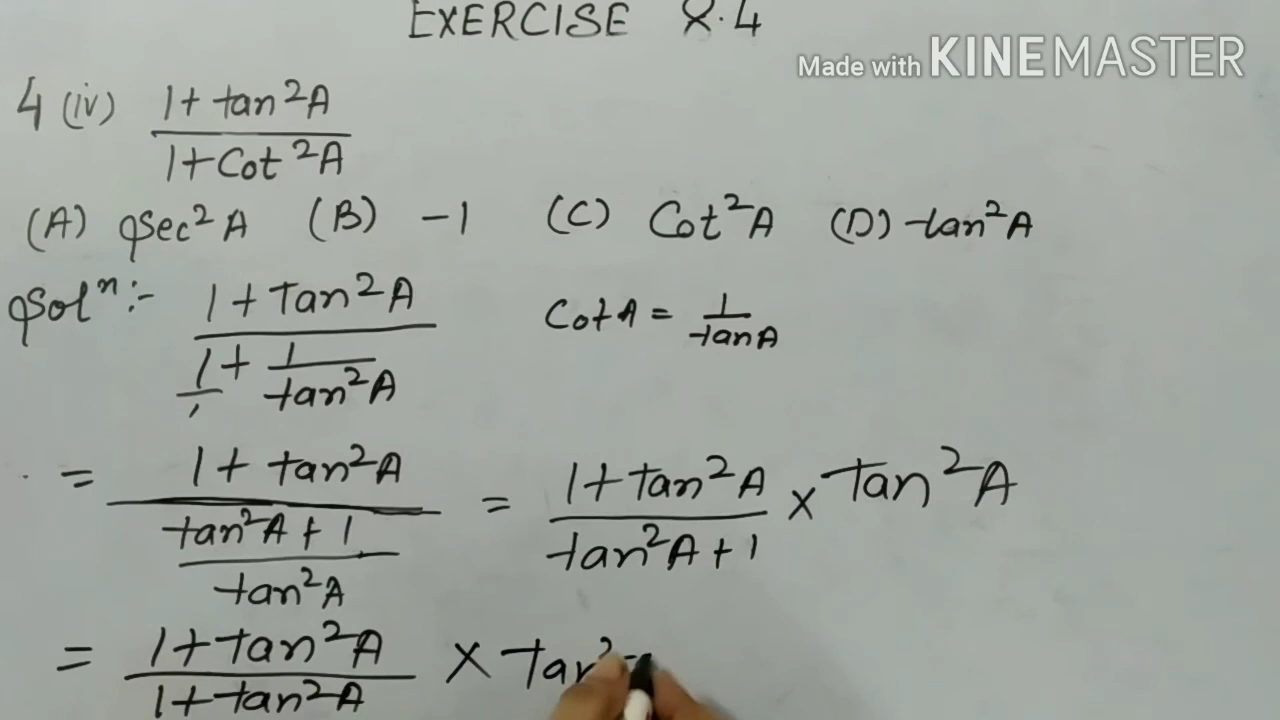 EXERCISE 8.4
Made with KINEMASTER
4 (iv) 1 + tan²A / 1 + Cot²A
(A) Sec²A (B) -1 (C) Cot²A (D) tan²A
Solⁿ:- 1 + Tan²A / 1/1 + 1/tan²A CotA = 1/tanA
= 1 + tan²A / tan²A + 1 / tan²A = 1 + tan²A / tan²A + 1 × Tan²A
= 1 + tan²A / 1 + tan²A ×